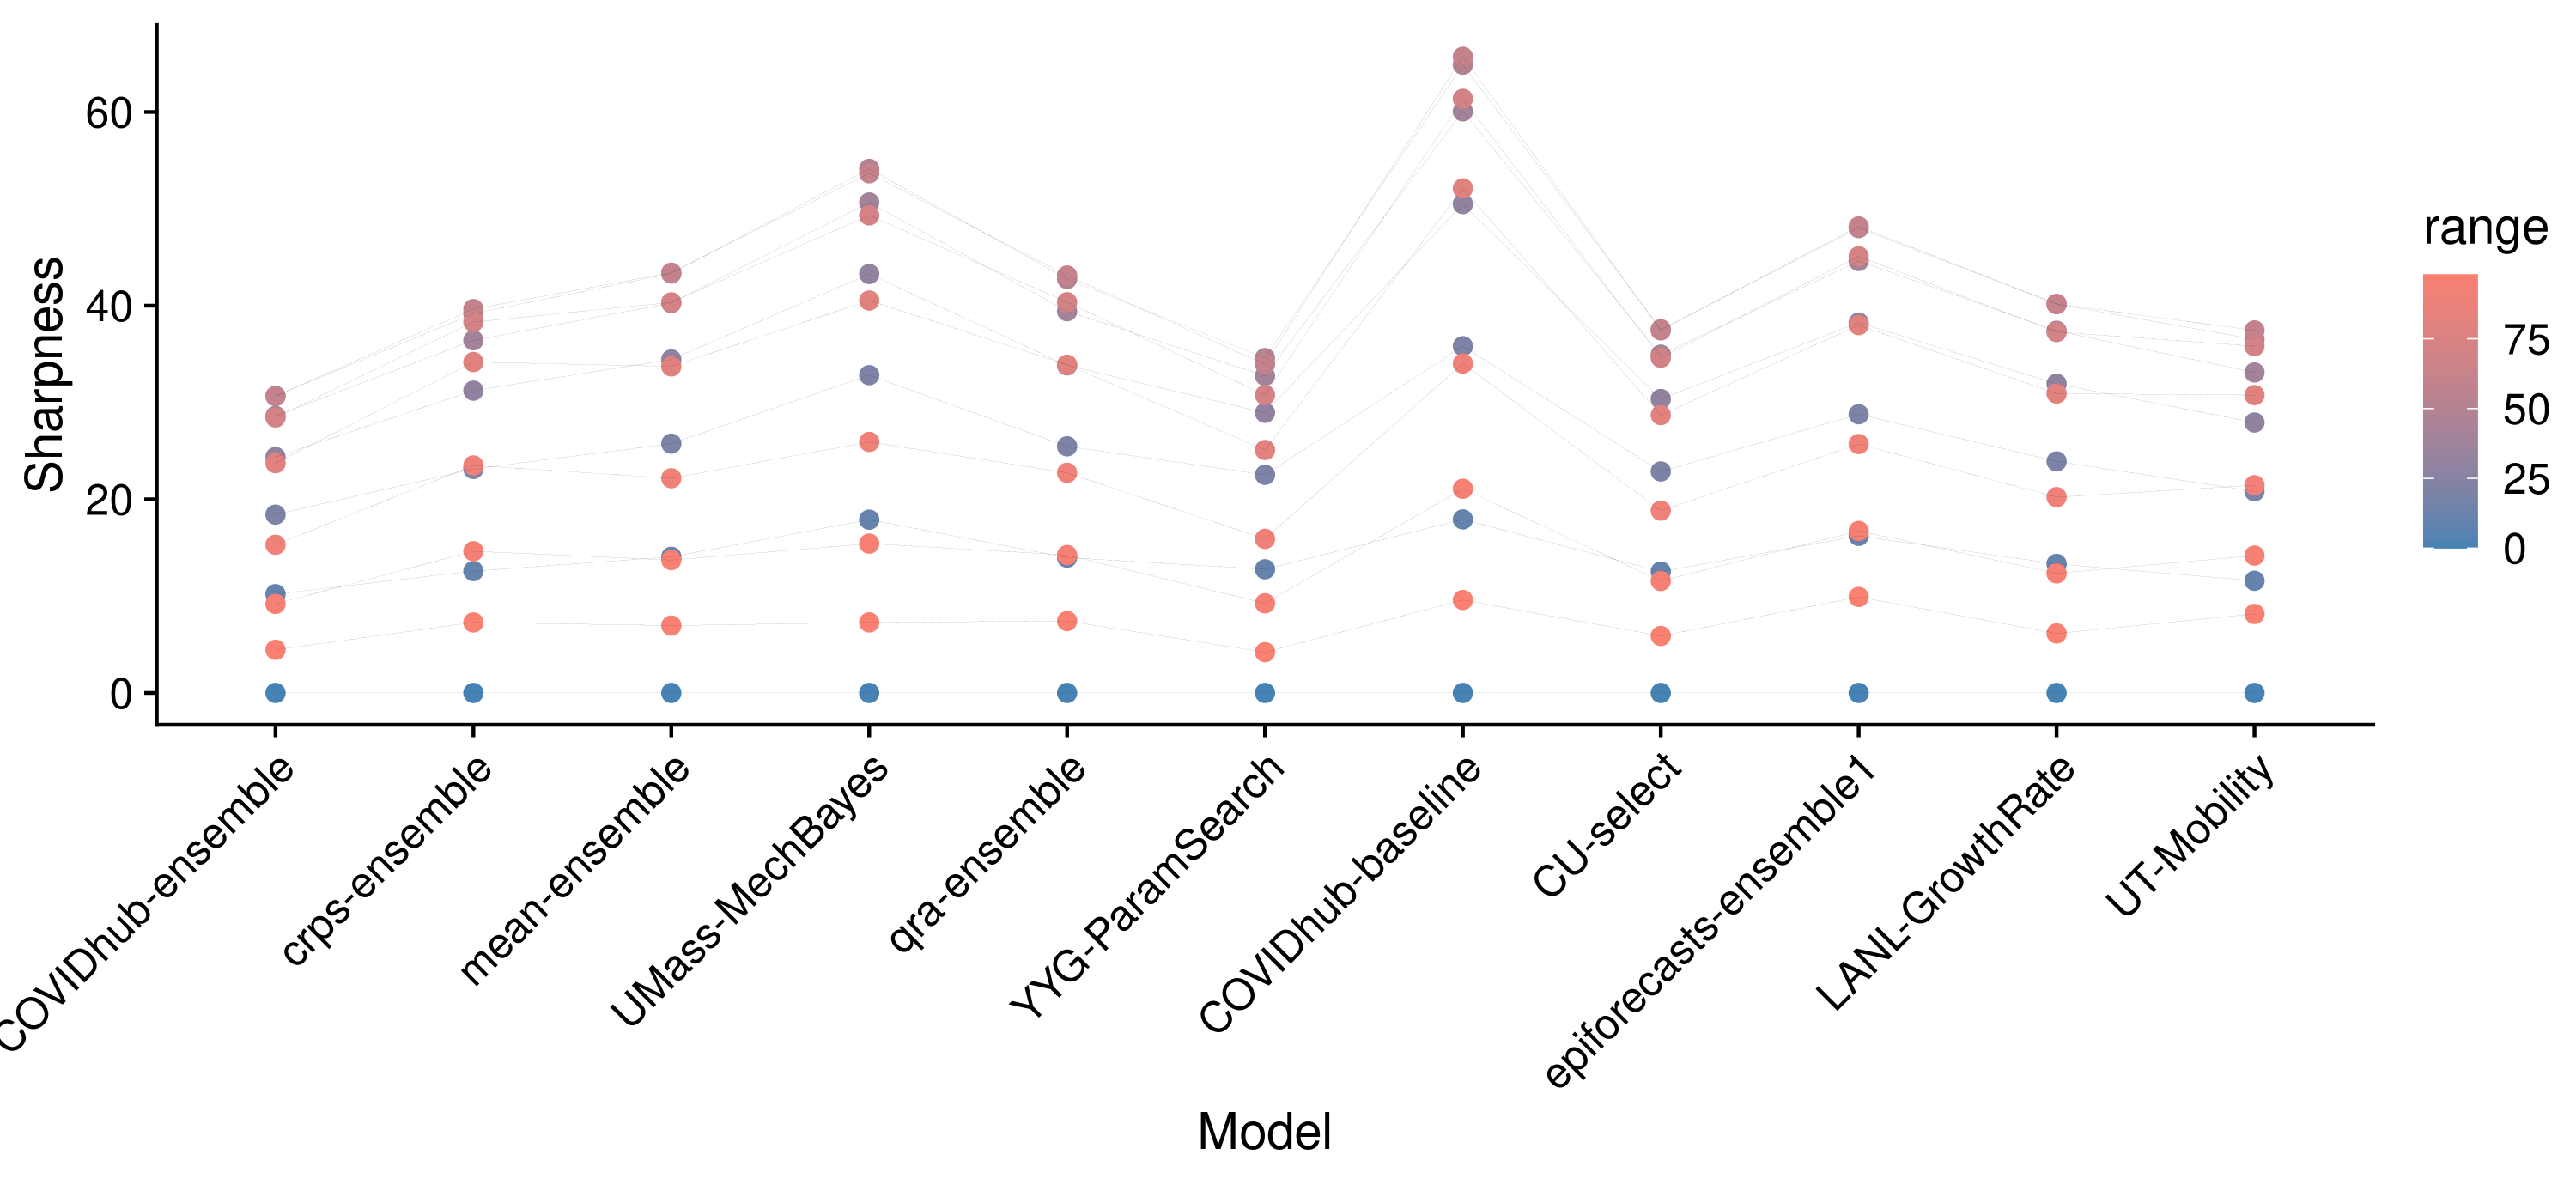 Sharpness
60
40
20
0
COVIDhub-ensemble
crps-ensemble
mean-ensemble
UMass-MechBayes
qra-ensemble
YYG-ParamSearch
COVIDhub-baseline
CU-select
epiforecasts-ensemble1
LANL-GrowthRate
UT-Mobility
Model
range
75
50
25
0